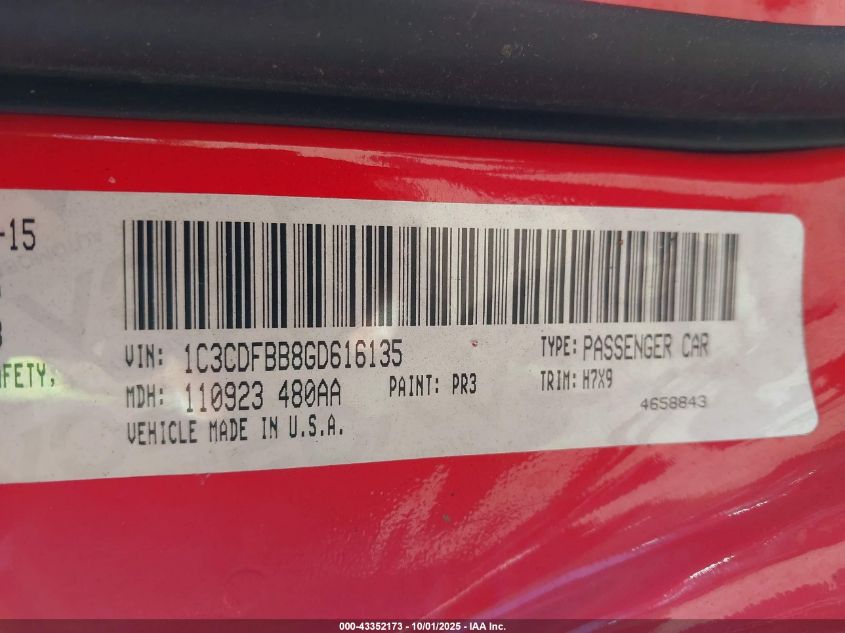 -15
AFETY,
VIN: 1C3CDFBB8GD616135 TYPE: PASSENGER CAR
MDH: 110923 480AA PAINT: PR3 TRIM: H7X9
4658843
VEHICLE MADE IN U.S.A.
000-43352173 - 10/01/2025 - IAA Inc.